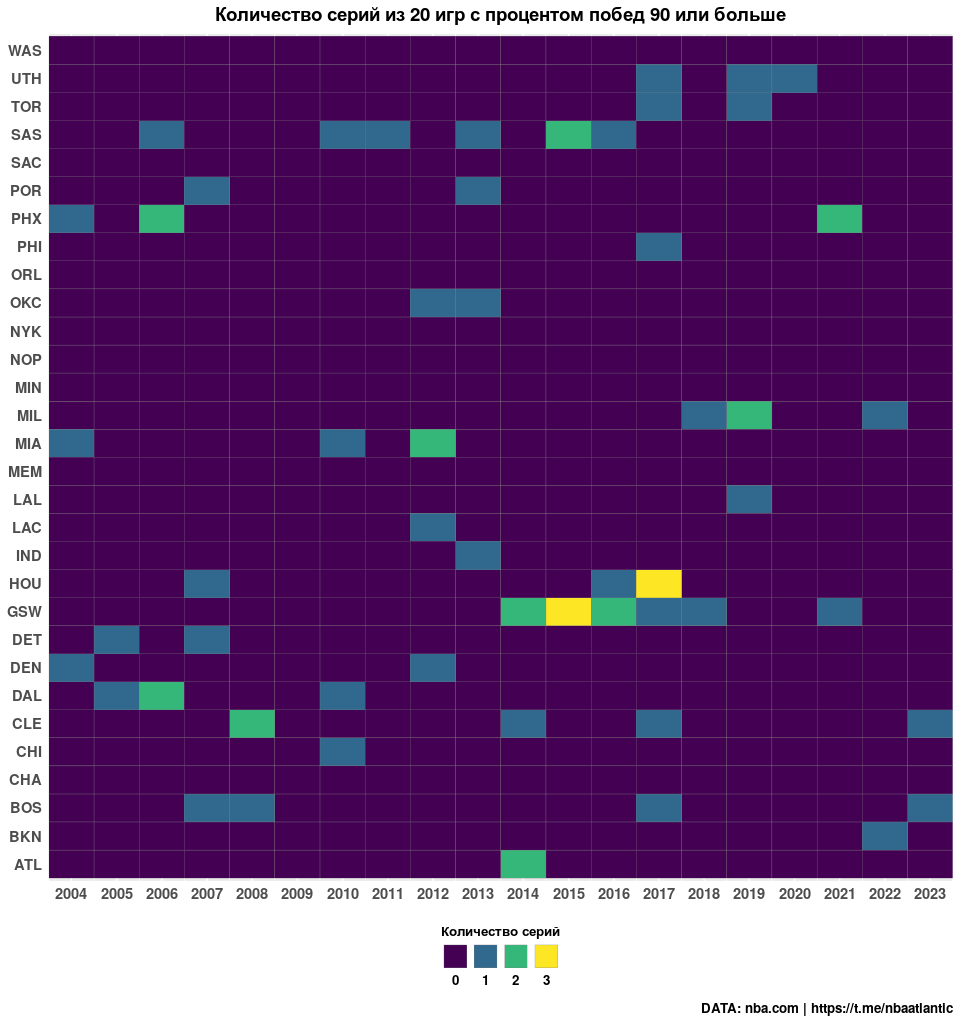 Количество серий из 20 игр с процентом побед 90 или больше
WAS
UTH
TOR
SAS
SAC
POR
PHX
PHI
ORL
OKC
NYK
NOP
MIN
MIL
MIA
MEM
LAL
LAC
IND
HOU
GSW
DET
DEN
DAL
CLE
CHI
CHA
BOS
BKN
ATL
2004 2005 2006 2007 2008 2009 2010 2011 2012 2013 2014 2015 2016 2017 2018 2019 2020 2021 2022 2023
Количество серий
0 1 2 3
DATA: nba.com | https://t.me/nbaatlantic